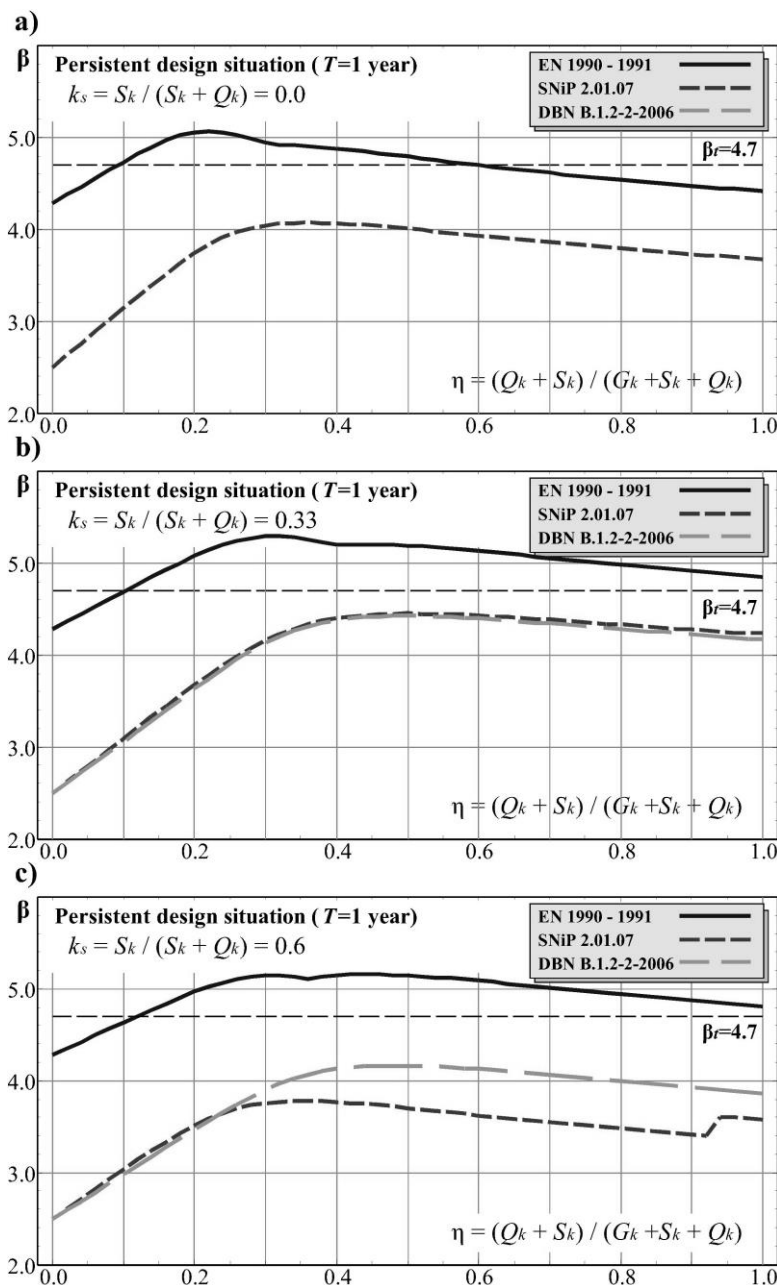 a)
β
Persistent design situation (T=1 year)
kₛ = Sₖ / (Sₖ + Qₖ) = 0.0
EN 1990 - 1991
SNiP 2.01.07
DBN B.1.2-2-2006
5.0
βₜ=4.7
4.0
3.0
η = (Qₖ + Sₖ) / (Gₖ +Sₖ + Qₖ)
2.0
0.0 0.2 0.4 0.6 0.8 1.0
b)
β
Persistent design situation (T=1 year)
kₛ = Sₖ / (Sₖ + Qₖ) = 0.33
EN 1990 - 1991
SNiP 2.01.07
DBN B.1.2-2-2006
5.0
βₜ=4.7
4.0
3.0
η = (Qₖ + Sₖ) / (Gₖ +Sₖ + Qₖ)
2.0
0.0 0.2 0.4 0.6 0.8 1.0
c)
β
Persistent design situation (T=1 year)
kₛ = Sₖ / (Sₖ + Qₖ) = 0.6
EN 1990 - 1991
SNiP 2.01.07
DBN B.1.2-2-2006
5.0
βₜ=4.7
4.0
3.0
η = (Qₖ + Sₖ) / (Gₖ +Sₖ + Qₖ)
2.0
0.0 0.2 0.4 0.6 0.8 1.0